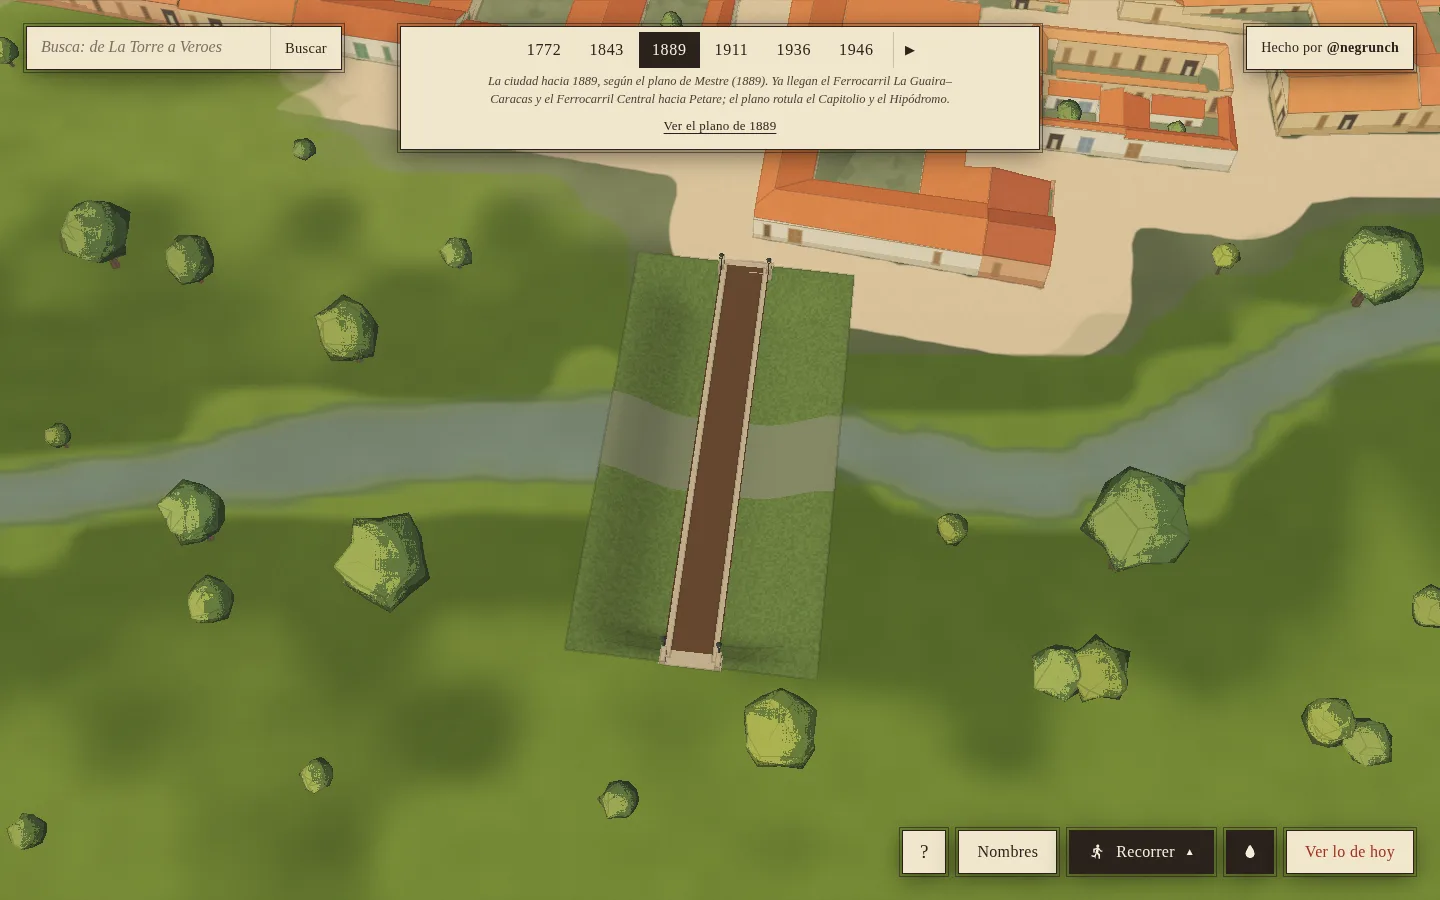 Busca: de La Torre a Veroes
Buscar
1772 1843 1889 1911 1936 1946 ▶
La ciudad hacia 1889, según el plano de Mestre (1889). Ya llegan el Ferrocarril La Guaira–
Caracas y el Ferrocarril Central hacia Petare; el plano rotula el Capitolio y el Hipódromo.
Ver el plano de 1889
Hecho por @negrunch
?
Nombres
Recorrer ▲
Ver lo de hoy